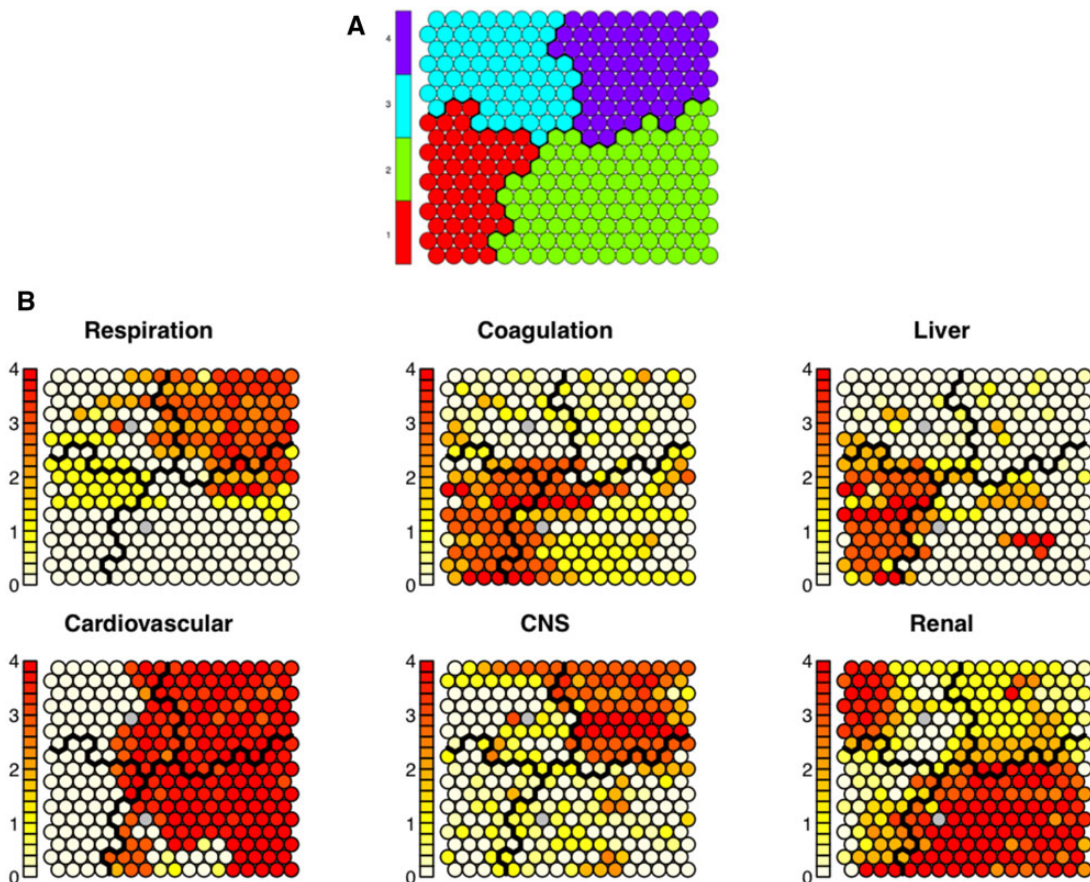 A
4
3
2
1
B
Respiration Coagulation Liver
4 4 4
3 3 3
2 2 2
1 1 1
0 0 0
Cardiovascular CNS Renal
4 4 4
3 3 3
2 2 2
1 1 1
0 0 0